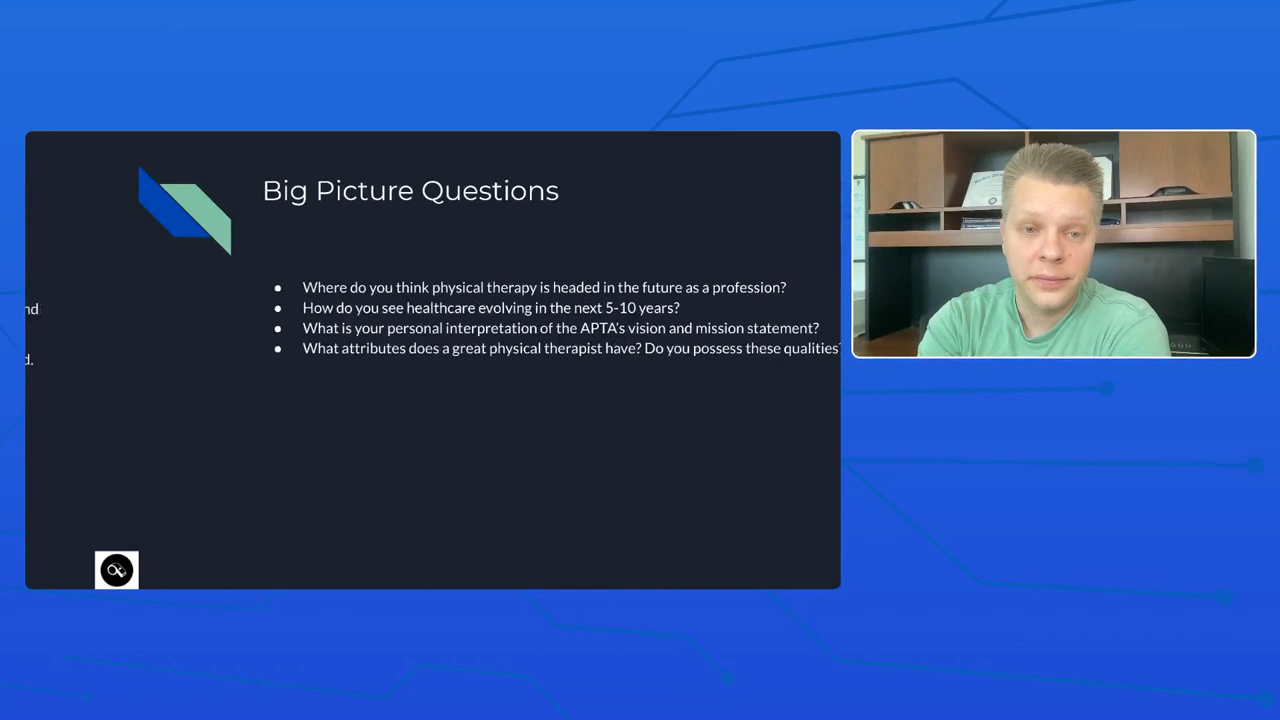 Big Picture Questions
● Where do you think physical therapy is headed in the future as a profession?
nd
● How do you see healthcare evolving in the next 5-10 years?
● What is your personal interpretation of the APTA's vision and mission statement?
● What attributes does a great physical therapist have? Do you possess these qualities?
d.